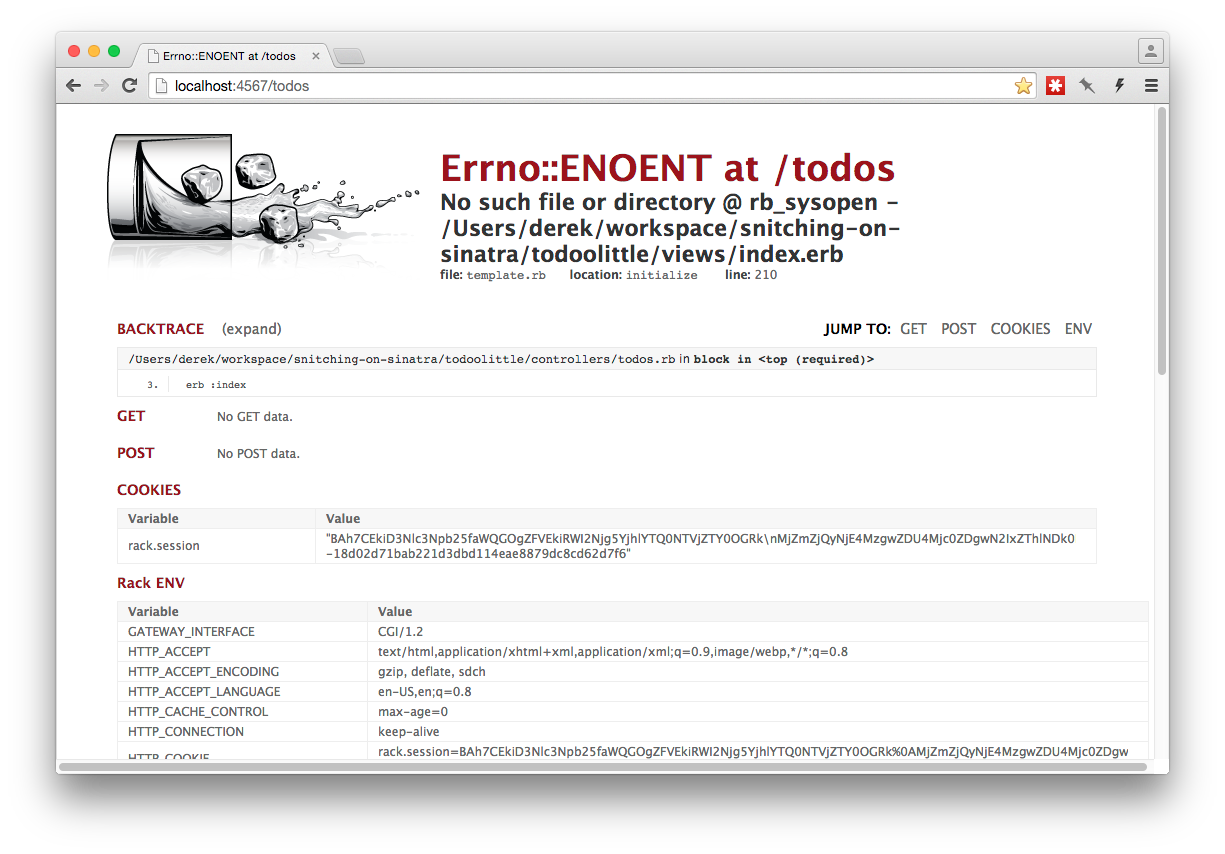 Errno::ENOENT at /todos
localhost:4567/todos
Errno::ENOENT at /todos
No such file or directory @ rb_sysopen -
/Users/derek/workspace/snitching-on-
sinatra/todoolittle/views/index.erb
file: template.rb location: initialize line: 210
BACKTRACE (expand) JUMP TO: GET POST COOKIES ENV
/Users/derek/workspace/snitching-on-sinatra/todoolittle/controllers/todos.rb in block in <top (required)>
3. erb :index
GET No GET data.
POST No POST data.
COOKIES
Variable Value
rack.session
"BAh7CEkiD3Nlc3Npb25faWQGOgZFVEkiRWI2Njg5YjhlYTQ0NTVjZTY0OGRk\nMjZmZjQyNjE4MzgwZDU4Mjc0ZDgwN2IxZThlNDk0
-18d02d71bab221d3dbd114eae8879dc8cd62d7f6"
Rack ENV
Variable Value
GATEWAY_INTERFACE CGI/1.2
HTTP_ACCEPT text/html,application/xhtml+xml,application/xml;q=0.9,image/webp,*/*;q=0.8
HTTP_ACCEPT_ENCODING gzip, deflate, sdch
HTTP_ACCEPT_LANGUAGE en-US,en;q=0.8
HTTP_CACHE_CONTROL max-age=0
HTTP_CONNECTION keep-alive
HTTP_COOKIE rack.session=BAh7CEkiD3Nlc3Npb25faWQGOgZFVEkiRWI2Njg5YjhlYTQ0NTVjZTY0OGRk%0AMjZmZjQyNjE4MzgwZDU4Mjc0ZDgw